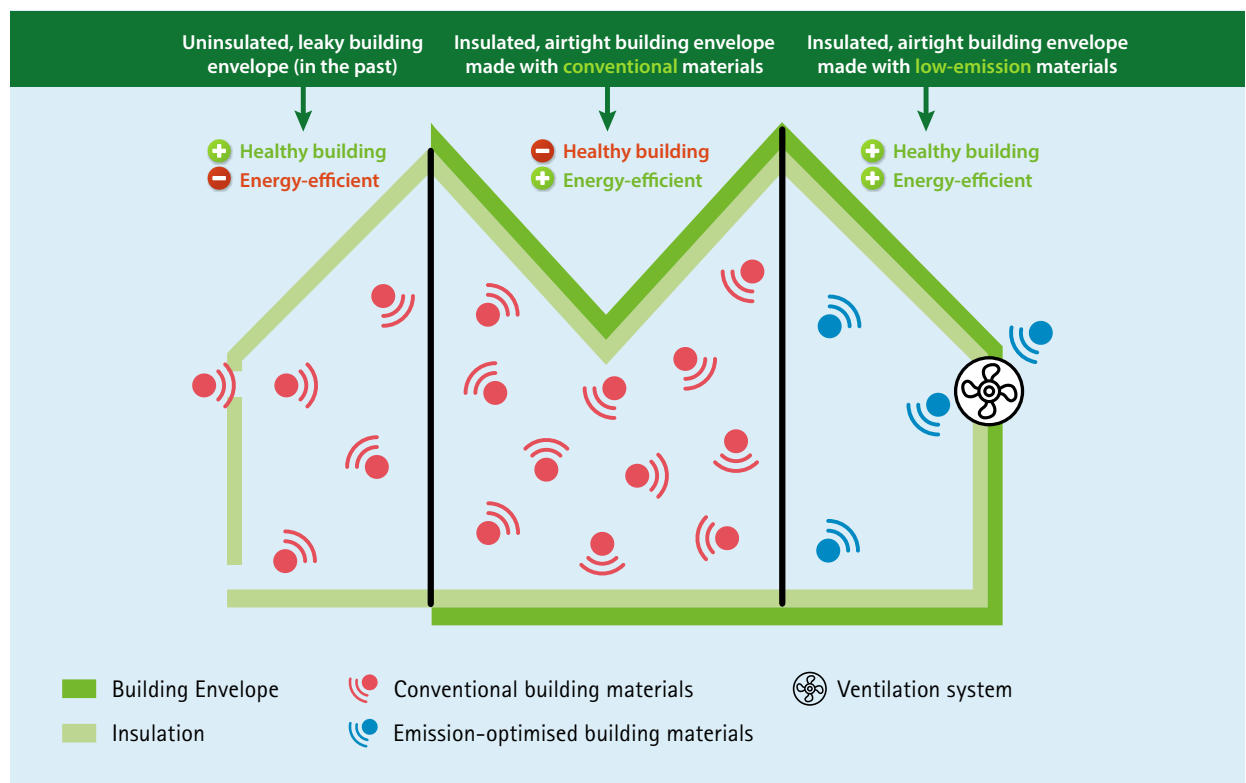 Uninsulated, leaky building
envelope (in the past)
Insulated, airtight building envelope
made with conventional materials
Insulated, airtight building envelope
made with low-emission materials
Healthy building
Energy-efficient
Healthy building
Energy-efficient
Healthy building
Energy-efficient
Building Envelope
Insulation
Conventional building materials
Emission-optimised building materials
Ventilation system